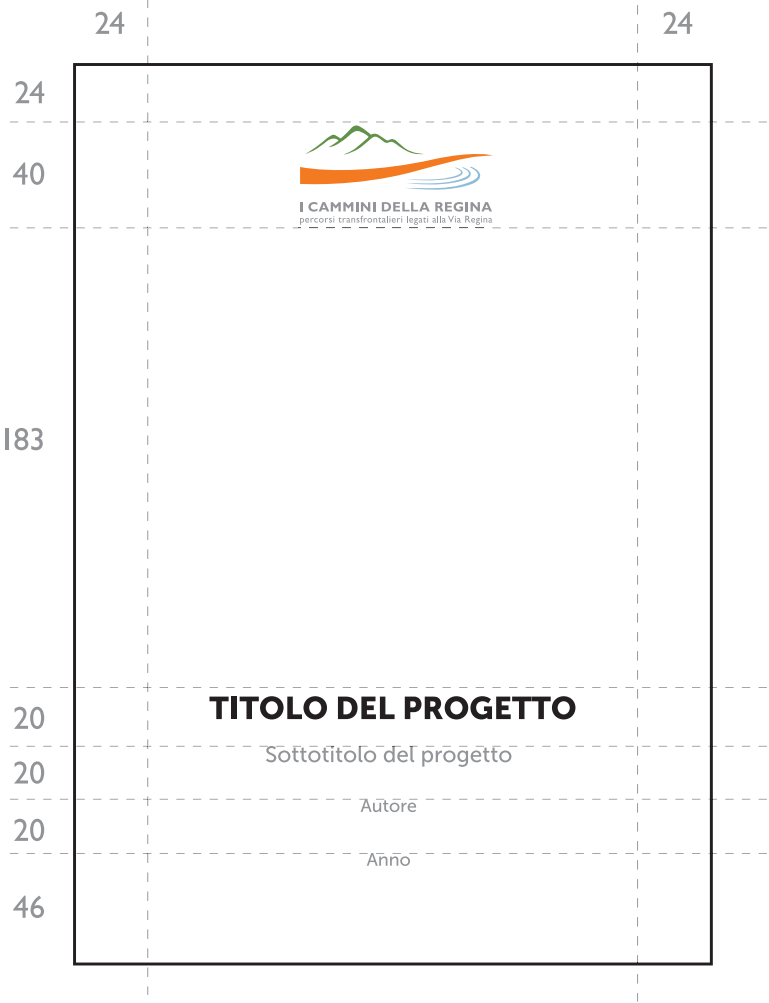 24 24
24
40
I CAMMINI DELLA REGINA
percorsi transfrontalieri legati alla Via Regina
183
TITOLO DEL PROGETTO
20
Sottotitolo del progetto
20
Autore
20
Anno
46